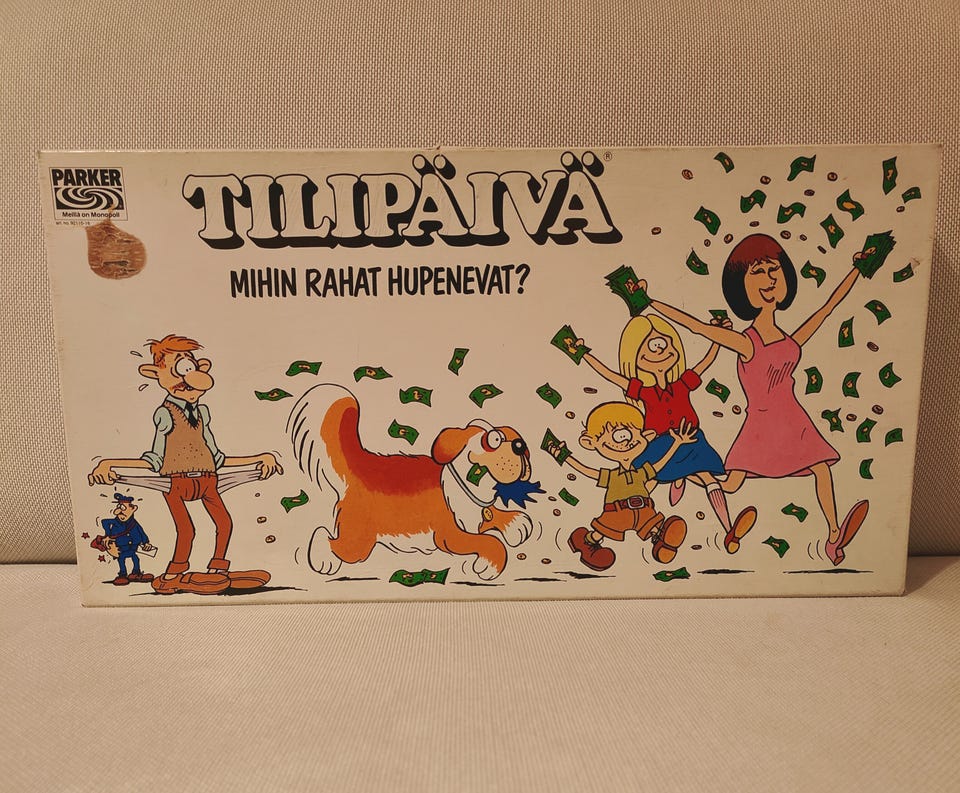 PARKER
Meillä on Monopoli
TILIPÄIVÄ®
MIHIN RAHAT HUPENEVAT?